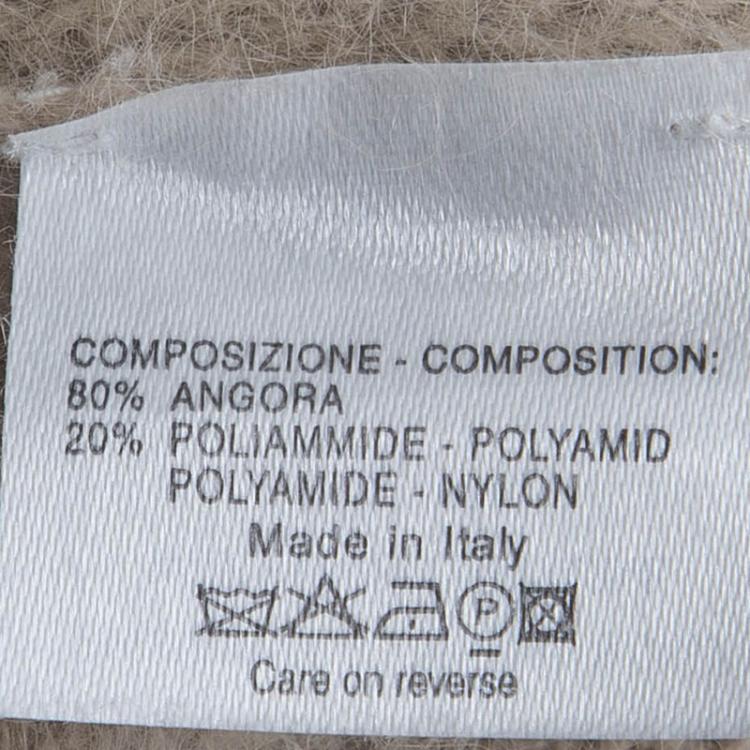 COMPOSIZIONE - COMPOSITION:
80% ANGORA
20% POLIAMMIDE - POLYAMID
POLYAMIDE - NYLON
Made in Italy
P
Care on reverse